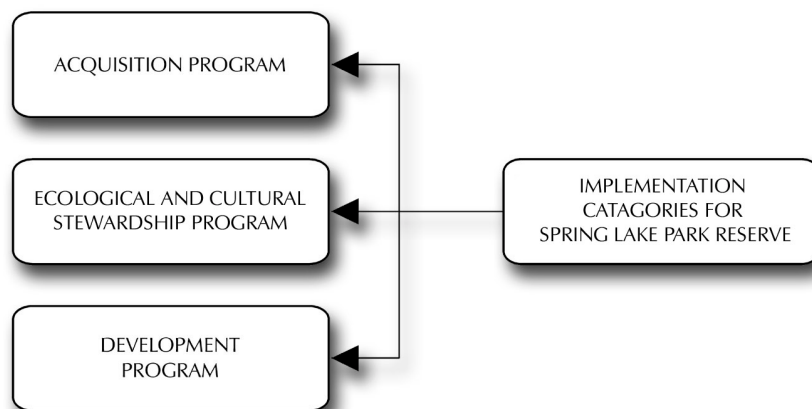 ACQUISITION PROGRAM
ECOLOGICAL AND CULTURAL
STEWARDSHIP PROGRAM
DEVELOPMENT
PROGRAM
IMPLEMENTATION
CATAGORIES FOR
SPRING LAKE PARK RESERVE